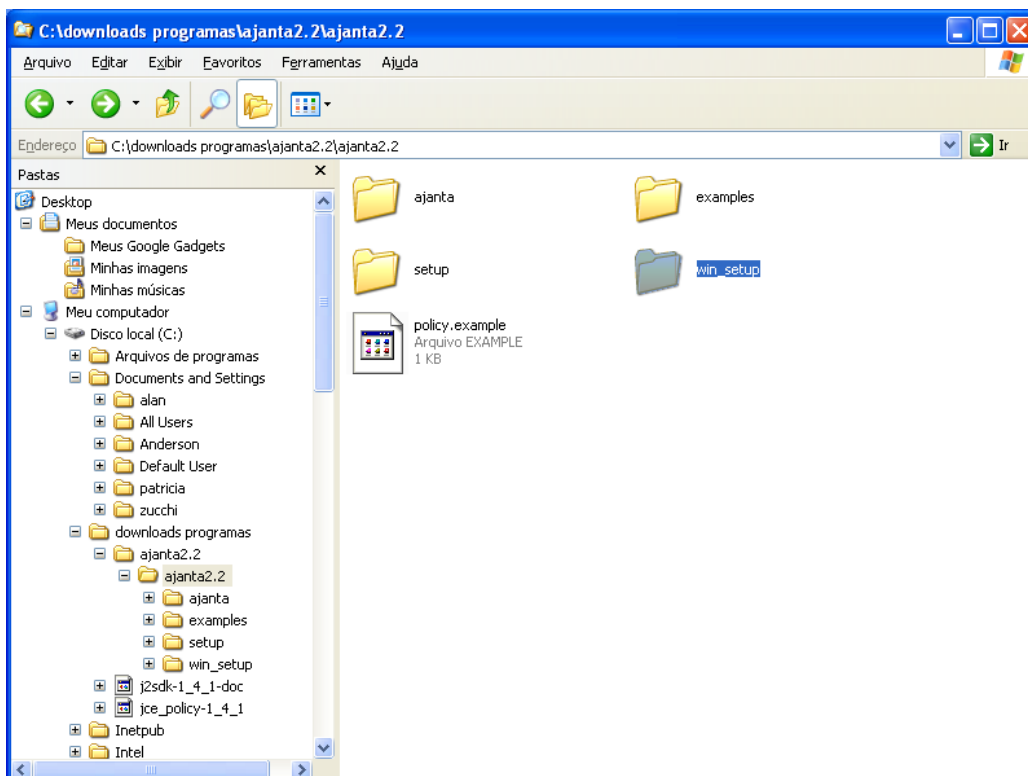 C:\downloads programas\ajanta2.2\ajanta2.2
Arquivo Editar Exibir Favoritos Ferramentas Ajuda
Endereço C:\downloads programas\ajanta2.2\ajanta2.2 Ir
Pastas
Desktop
Meus documentos
Meus Google Gadgets
Minhas imagens
Minhas músicas
Meu computador
Disco local (C:)
Arquivos de programas
Documents and Settings
alan
All Users
Anderson
Default User
patricia
zucchi
downloads programas
ajanta2.2
ajanta2.2
ajanta
examples
setup
win_setup
j2sdk-1_4_1-doc
jce_policy-1_4_1
Inetpub
Intel
ajanta
examples
setup
win_setup
policy.example
Arquivo EXAMPLE
1 KB